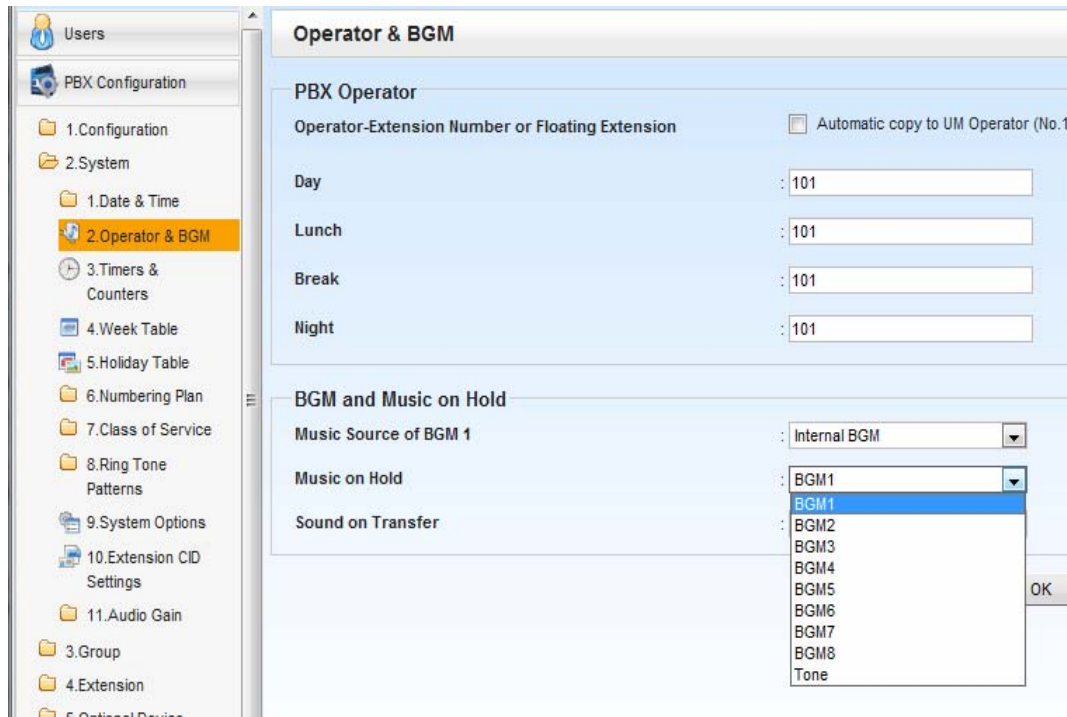 Users
PBX Configuration
1.Configuration
2.System
1.Date & Time
2.Operator & BGM
3.Timers &
Counters
4.Week Table
5.Holiday Table
6.Numbering Plan
7.Class of Service
8.Ring Tone
Patterns
9.System Options
10.Extension CID
Settings
11.Audio Gain
3.Group
4.Extension
5.Optional Device
Operator & BGM
PBX Operator
Operator-Extension Number or Floating Extension
Automatic copy to UM Operator (No.1
Day : 101
Lunch : 101
Break : 101
Night : 101
BGM and Music on Hold
Music Source of BGM 1 : Internal BGM
Music on Hold : BGM1
Sound on Transfer :
BGM1
BGM2
BGM3
BGM4
BGM5
BGM6
BGM7
BGM8
Tone
OK